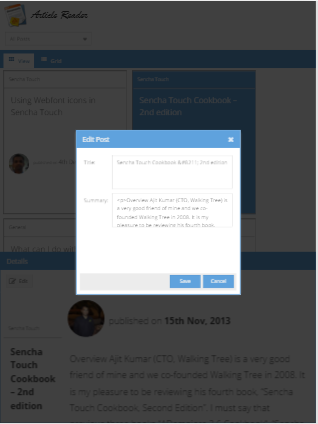 Article Reader
Sencha Touch
Using Webfont Icons in
Sencha Touch
Sencha Touch
Sencha Touch Cookbook –
2nd edition
Edit Post
Title:
Sencha Touch Cookbook &#8211; 2nd edition
Summary:
<p>Overview Ajit Kumar (CTO, Walking Tree) is
a very good friend of mine and we co-
founded Walking Tree in 2008. It is my
pleasure to be reviewing his fourth book,
Save
Cancel
What can I do
Details
Edit
Sencha Touch
Sencha
Touch
Cookbook
– 2nd
edition
published on 15th Nov, 2013
Overview Ajit Kumar (CTO, Walking Tree) is a very good
friend of mine and we co-founded Walking Tree in 2008. It
is my pleasure to be reviewing his fourth book, "Sencha
Touch Cookbook, Second Edition". I must say that